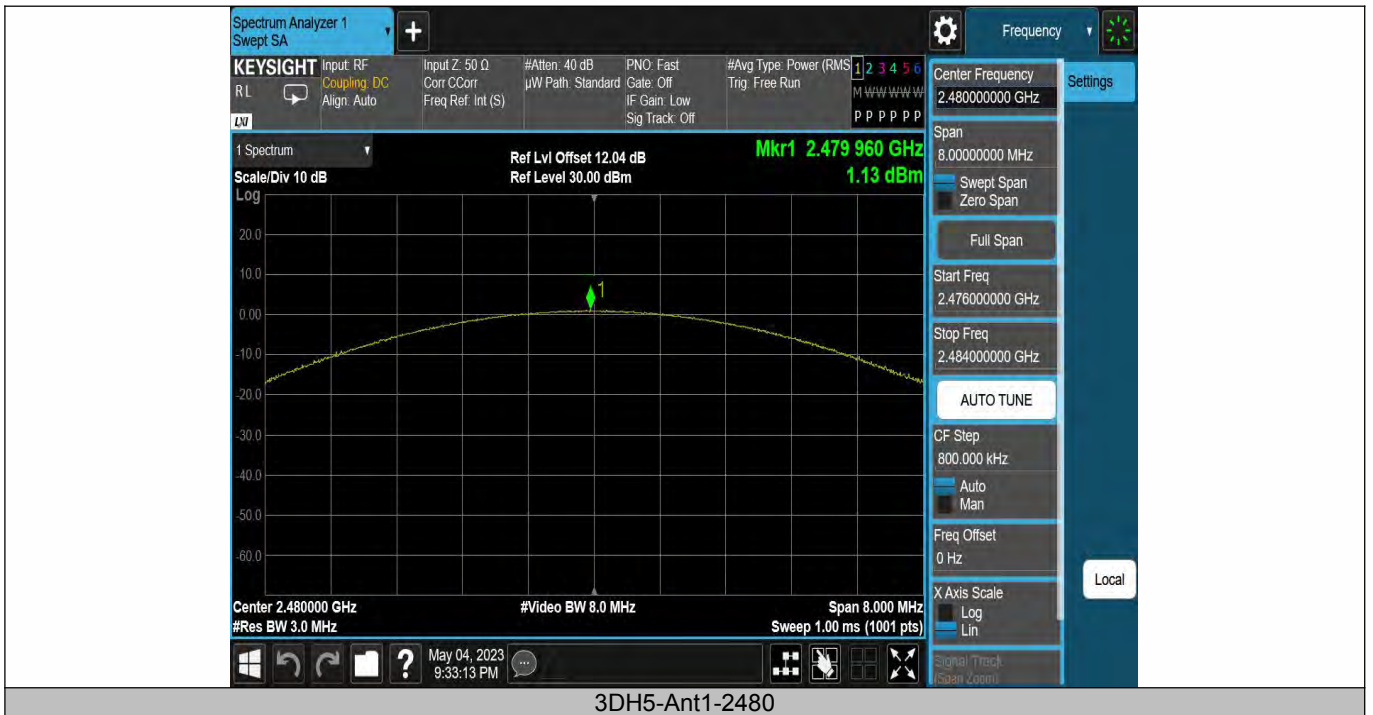 Spectrum Analyzer 1
Swept SA
+
Frequency
KEYSIGHT
RL
LXI
Input: RF
Coupling: DC
Align: Auto
Input Z: 50 Ω
Corr CCorr
Freq Ref: Int (S)
#Atten: 40 dB
µW Path: Standard
PNO: Fast
Gate: Off
IF Gain: Low
Sig Track: Off
#Avg Type: Power (RMS
Trig: Free Run
1 2 3 4 5 6
M W W W W W
P P P P P P
1 Spectrum
Scale/Div 10 dB
Ref Lvl Offset 12.04 dB
Ref Level 30.00 dBm
Mkr1 2.479 960 GHz
1.13 dBm
Log
20.0
10.0
0.00
-10.0
-20.0
-30.0
-40.0
-50.0
-60.0
1
Center 2.480000 GHz
#Res BW 3.0 MHz
#Video BW 8.0 MHz
Span 8.000 MHz
Sweep 1.00 ms (1001 pts)
Center Frequency
2.480000000 GHz
Settings
Span
8.00000000 MHz
Swept Span
Zero Span
Full Span
Start Freq
2.476000000 GHz
Stop Freq
2.484000000 GHz
AUTO TUNE
CF Step
800.000 kHz
Auto
Man
Freq Offset
0 Hz
X Axis Scale
Log
Lin
Signal Track
(Span Zoom)
Local
?
May 04, 2023
9:33:13 PM
3DH5-Ant1-2480